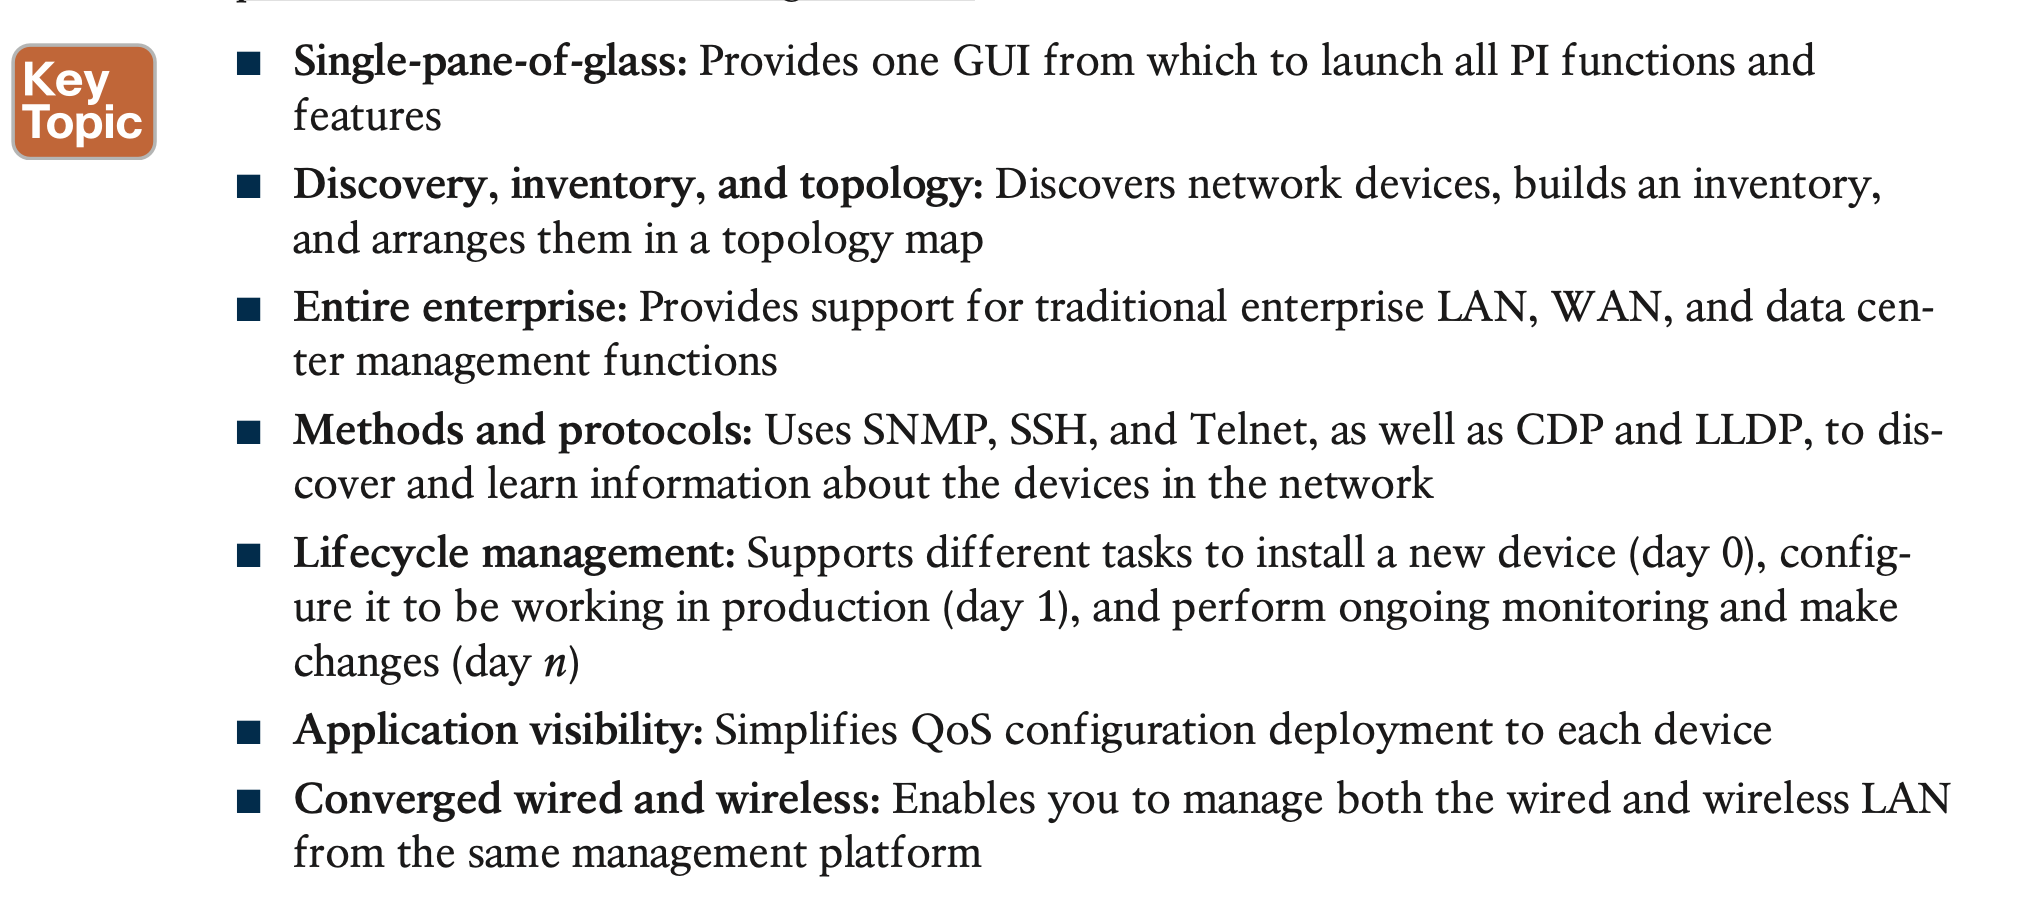 Key
Topic
■ Single-pane-of-glass: Provides one GUI from which to launch all PI functions and
features
■ Discovery, inventory, and topology: Discovers network devices, builds an inventory,
and arranges them in a topology map
■ Entire enterprise: Provides support for traditional enterprise LAN, WAN, and data cen-
ter management functions
■ Methods and protocols: Uses SNMP, SSH, and Telnet, as well as CDP and LLDP, to dis-
cover and learn information about the devices in the network
■ Lifecycle management: Supports different tasks to install a new device (day 0), config-
ure it to be working in production (day 1), and perform ongoing monitoring and make
changes (day n)
■ Application visibility: Simplifies QoS configuration deployment to each device
■ Converged wired and wireless: Enables you to manage both the wired and wireless LAN
from the same management platform